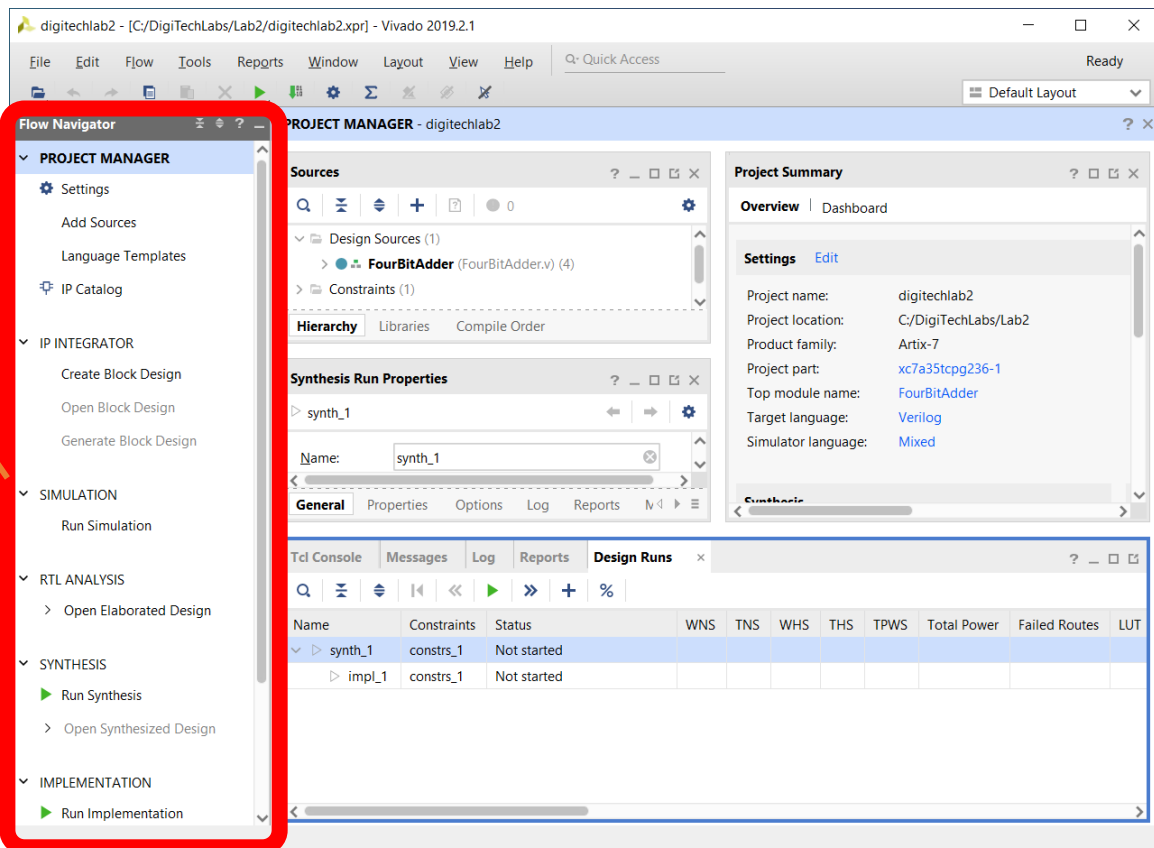 digitechlab2 - [C:/DigiTechLabs/Lab2/digitechlab2.xpr] - Vivado 2019.2.1
File Edit Flow Tools Reports Window Layout View Help Q- Quick Access Ready
Default Layout
Flow Navigator
PROJECT MANAGER
Settings
Add Sources
Language Templates
IP Catalog
IP INTEGRATOR
Create Block Design
Open Block Design
Generate Block Design
SIMULATION
Run Simulation
RTL ANALYSIS
Open Elaborated Design
SYNTHESIS
Run Synthesis
Open Synthesized Design
IMPLEMENTATION
Run Implementation
PROJECT MANAGER - digitechlab2
Sources
0
Design Sources (1)
FourBitAdder (FourBitAdder.v) (4)
Constraints (1)
Hierarchy Libraries Compile Order
Synthesis Run Properties
synth_1
Name: synth_1
General Properties Options Log Reports
Project Summary
Overview Dashboard
Settings Edit
Project name: digitechlab2
Project location: C:/DigiTechLabs/Lab2
Product family: Artix-7
Project part: xc7a35tcpg236-1
Top module name: FourBitAdder
Target language: Verilog
Simulator language: Mixed
Synthesis
Tcl Console Messages Log Reports Design Runs
Name Constraints Status WNS TNS WHS THS TPWS Total Power Failed Routes LUT
synth_1 constrs_1 Not started
impl_1 constrs_1 Not started